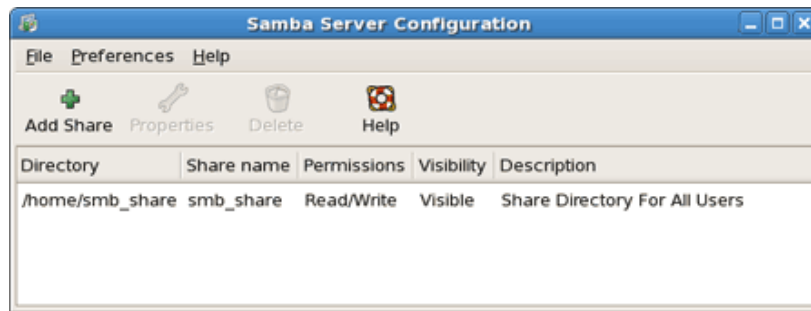 Samba Server Configuration
File Preferences Help
Add Share Properties Delete Help
Directory Share name Permissions Visibility Description
/home/smb_share smb_share Read/Write Visible Share Directory For All Users